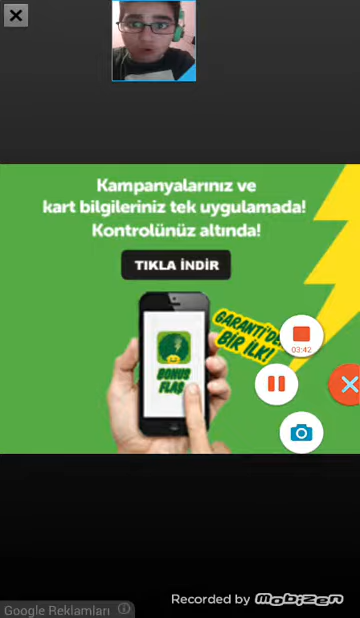 Kampanyalarınız ve
kart bilgileriniz tek uygulamada!
Kontrolünüz altında!
TIKLA İNDİR
GARANTİ'DEN
BİR İLK!
BONUS
FLAŞ
03:42
Recorded by Mobizen
Google Reklamları